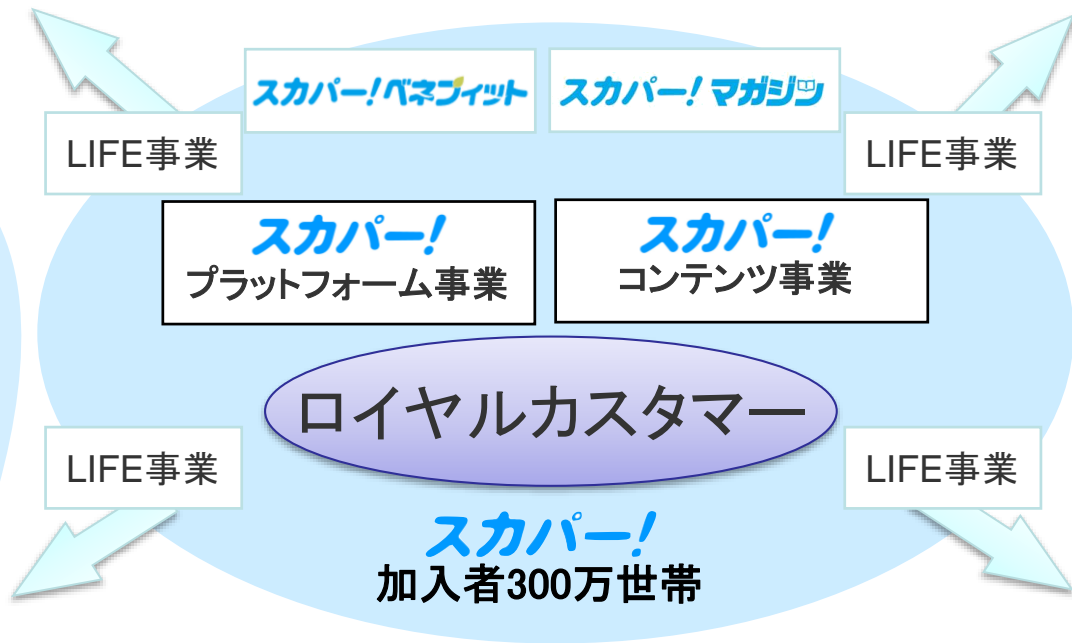 スカパー!ベネフィット
スカパー! マガジン
LIFE事業
LIFE事業
スカパー!
プラットフォーム事業
スカパー!
コンテンツ事業
ロイヤルカスタマー
LIFE事業
LIFE事業
スカパー!
加入者300万世帯